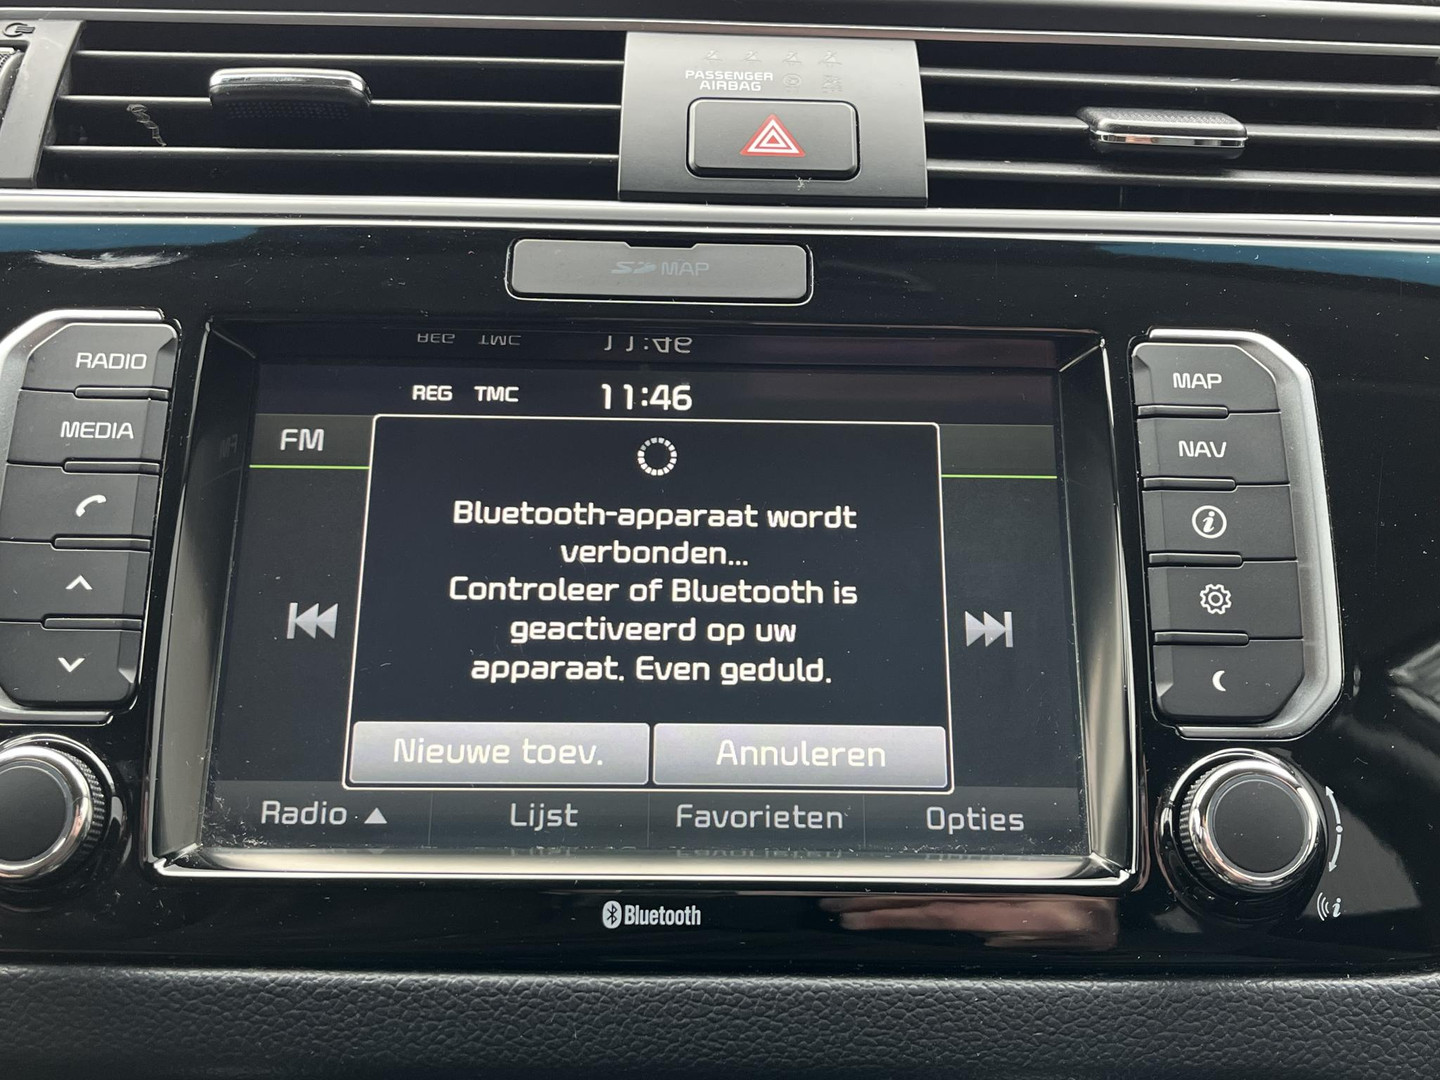 PASSENGER
AIRBAG
SD MAP
RADIO
MEDIA
MAP
NAV
REG TMC 11:46
FM
Bluetooth-apparaat wordt
verbonden...
Controleer of Bluetooth is
geactiveerd op uw
apparaat. Even geduld.
Nieuwe toev. Annuleren
Radio ▲ Lijst Favorieten Opties
Bluetooth